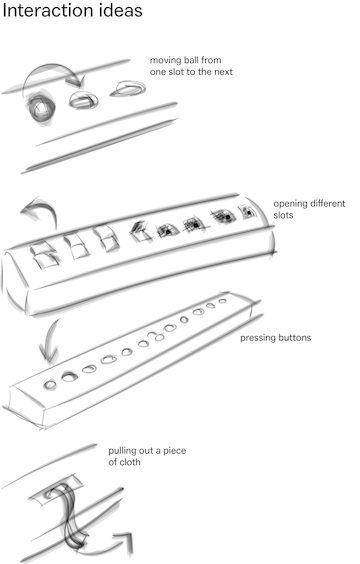 Interaction ideas
moving ball from
one slot to the next
opening different
slots
pressing buttons
pulling out a piece
of cloth